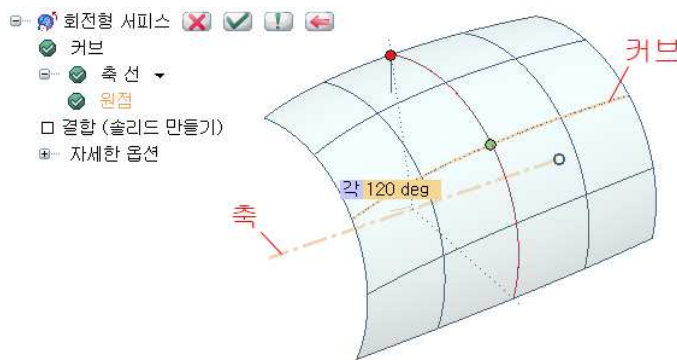 회전형 서피스
커브
축 선
원점
결합 (솔리드 만들기)
자세한 옵션
커브
각 120 deg
축